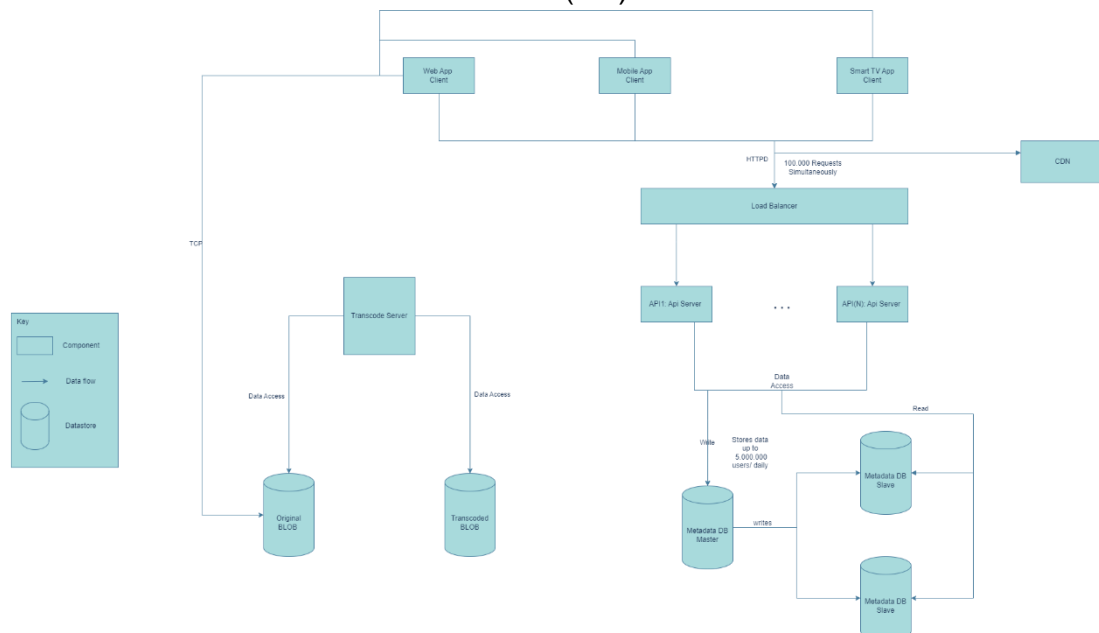 Web App
Client
Mobile App
Client
Smart TV App
Client
HTTPD
100.000 Requests
Simultaneously
CDN
Load Balancer
TCP
Transcode Server
API1: Api Server
. . .
API(N): Api Server
Key
Component
Data flow
Datastore
Data Access
Data Access
Data
Access
Read
Write
Stores data
up to
5.000.000
users/ daily
Metadata DB
Slave
Original
BLOB
Transcoded
BLOB
Metadata DB
Master
writes
Metadata DB
Slave